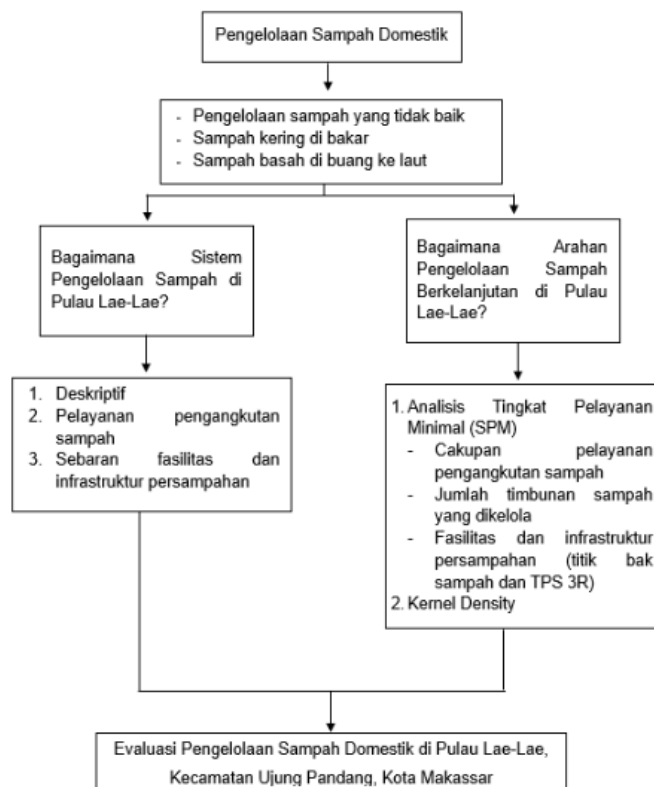 Pengelolaan Sampah Domestik
- Pengelolaan sampah yang tidak baik
- Sampah kering di bakar
- Sampah basah di buang ke laut
Bagaimana Sistem
Pengelolaan Sampah di
Pulau Lae-Lae?
Bagaimana Arahan
Pengelolaan Sampah
Berkelanjutan di Pulau
Lae-Lae?
1. Deskriptif
2. Pelayanan pengangkutan
sampah
3. Sebaran fasilitas dan
infrastruktur persampahan
1. Analisis Tingkat Pelayanan
Minimal (SPM)
- Cakupan pelayanan
pengangkutan sampah
- Jumlah timbunan sampah
yang dikelola
- Fasilitas dan infrastruktur
persampahan (titik bak
sampah dan TPS 3R)
2. Kernel Density
Evaluasi Pengelolaan Sampah Domestik di Pulau Lae-Lae,
Kecamatan Ujung Pandang, Kota Makassar